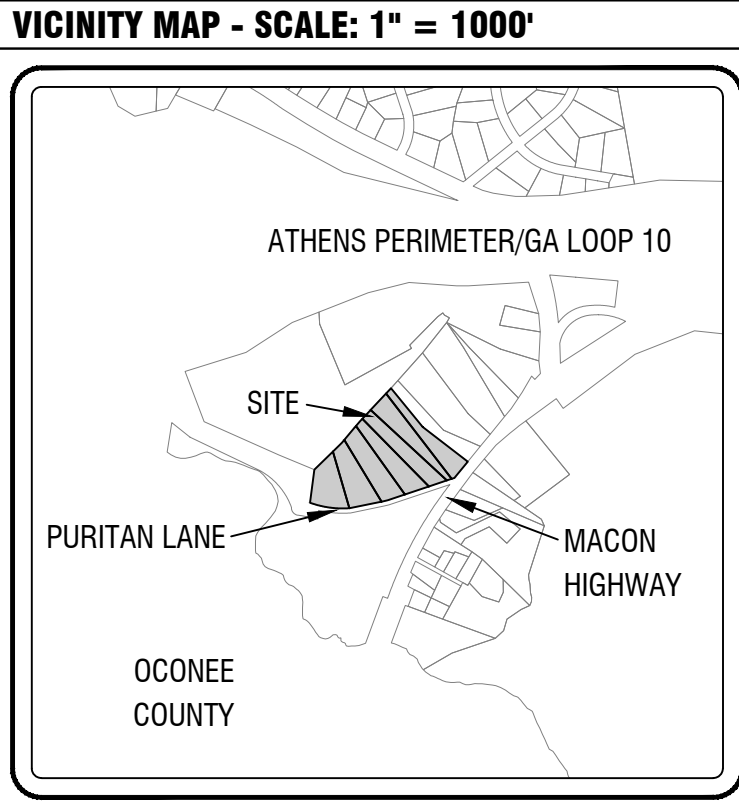 VICINITY MAP - SCALE: 1" = 1000'
ATHENS PERIMETER/GA LOOP 10
SITE
PURITAN LANE
MACON
HIGHWAY
OCONEE
COUNTY